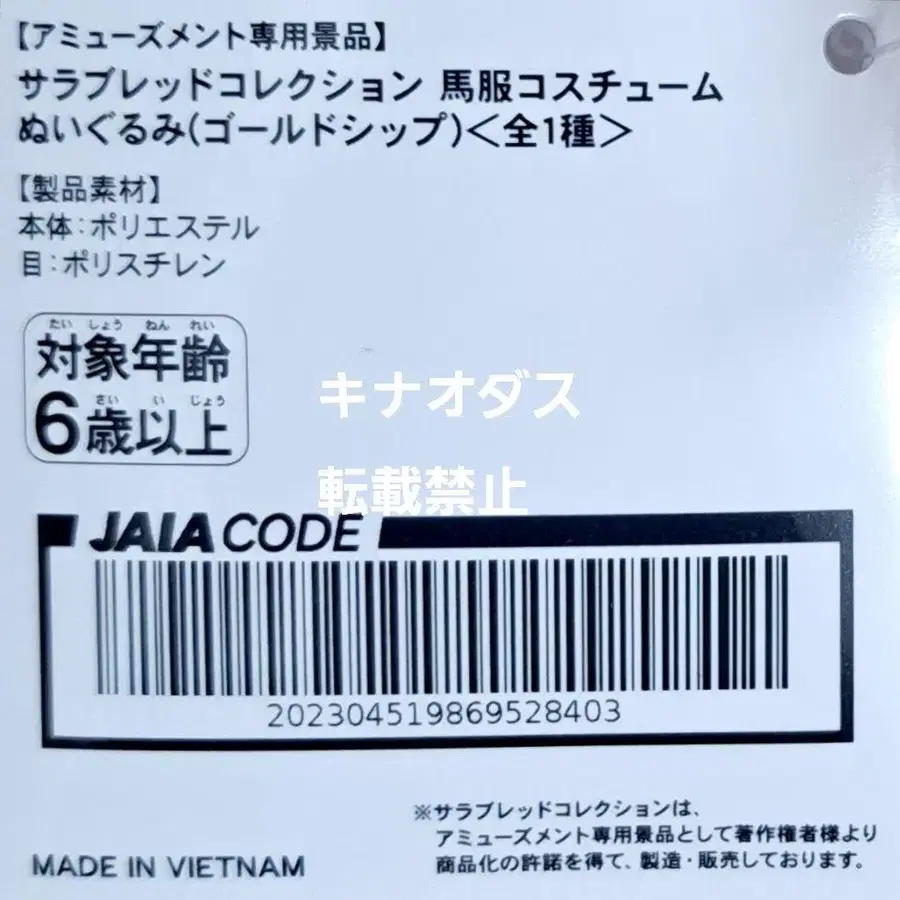 【アミューズメント専用景品】
サラブレッドコレクション 馬服コスチューム
ぬいぐるみ(ゴールドシップ)<全1種>
【製品素材】
本体:ポリエステル
目:ポリスチレン
たい しょう ねん れい
対象年齢
さい い じょう
6歳以上
キナオダス
転載禁止
JAIA CODE
202304519869528403
※サラブレッドコレクションは、
アミューズメント専用景品として著作権者様より
商品化の許諾を得て、製造・販売しております。
MADE IN VIETNAM